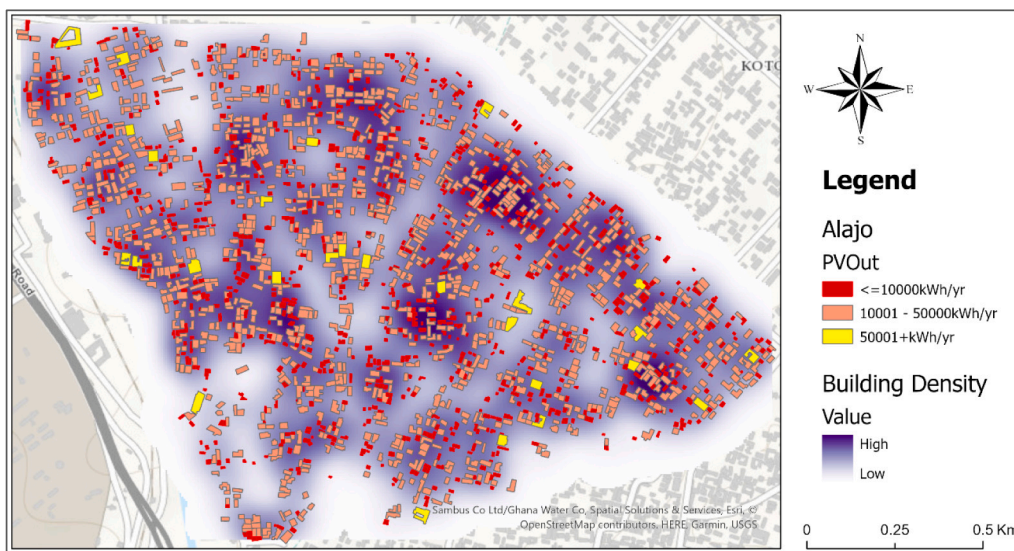 KOTO
Road
Sambus Co Ltd/Ghana Water Co, Spatial Solutions & Services, Esri, ©
OpenStreetMap contributors, HERE, Garmin, USGS
N
W
E
S
Legend
Alajo
PVOut
<=10000kWh/yr
10001 - 50000kWh/yr
50001+kWh/yr
Building Density
Value
High
Low
0 0.25 0.5 Km